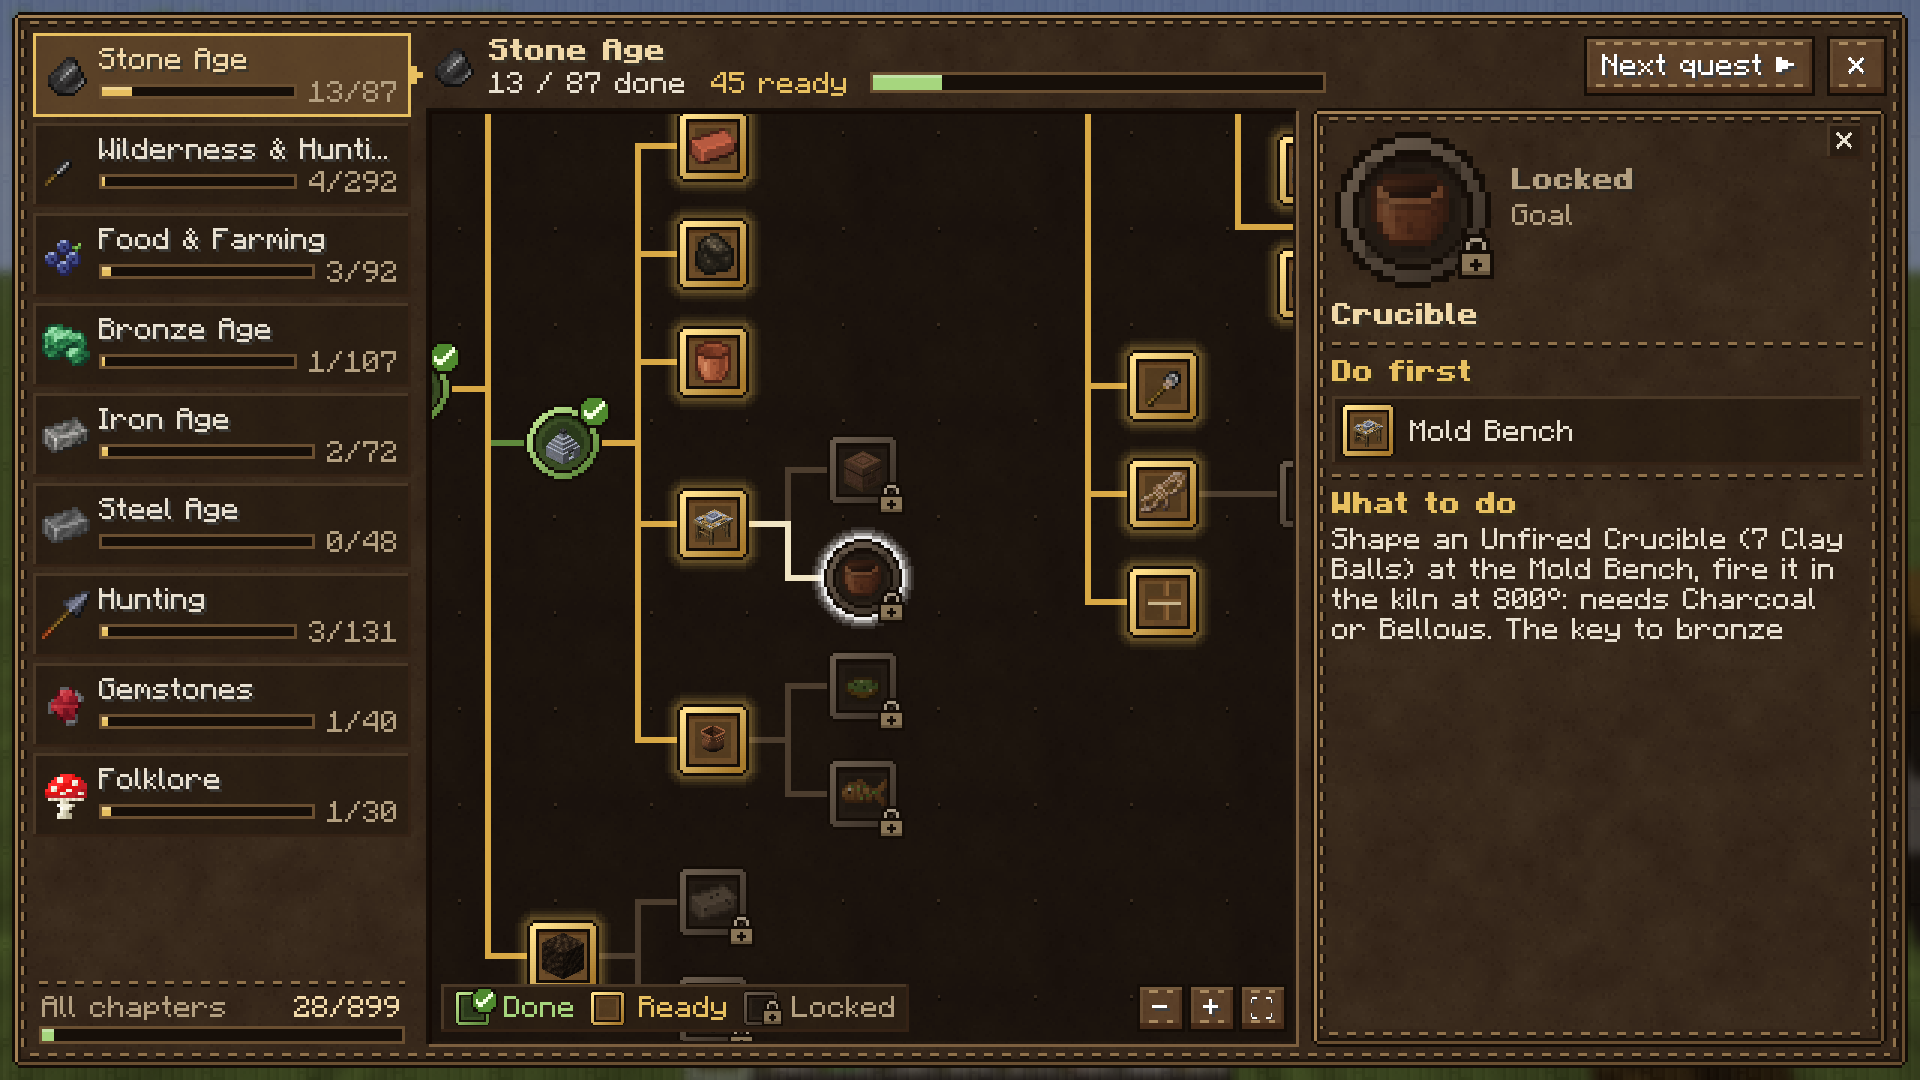 Stone Age
13/87
Wilderness & Hunti...
4/292
Food & Farming
3/92
Bronze Age
1/107
Iron Age
2/72
Steel Age
0/48
Hunting
3/131
Gemstones
1/40
Folklore
1/30
All chapters 28/899
Stone Age
13 / 87 done 45 ready
Next quest
Done Ready Locked
Locked
Goal
Crucible
Do first
Mold Bench
What to do
Shape an Unfired Crucible (7 Clay
Balls) at the Mold Bench, fire it in
the kiln at 800°: needs Charcoal
or Bellows. The key to bronze